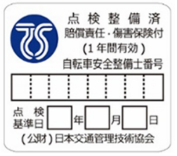 点検整備済
賠償責任・傷害保険付
(1年間有効)
自転車安全整備士番号
点検基準日 年 月 日
(公財)日本交通管理技術協会